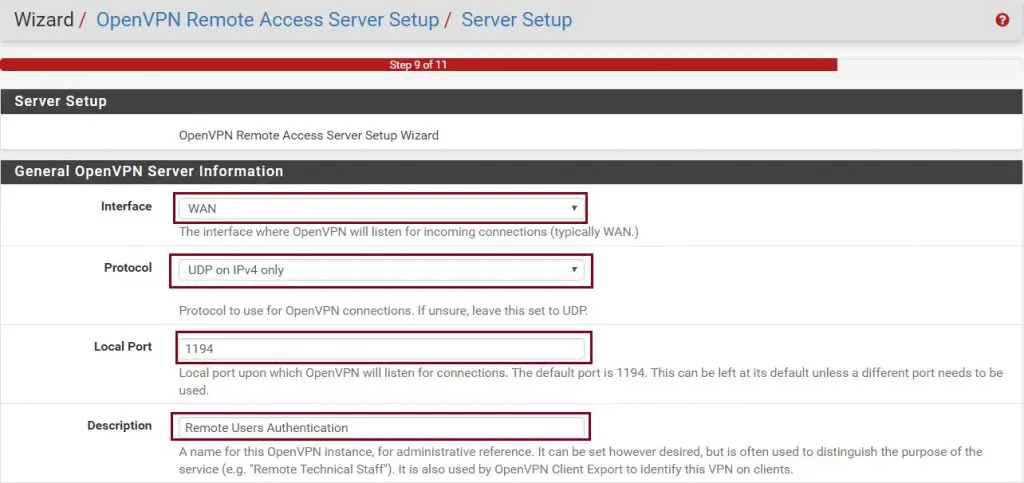 Wizard / OpenVPN Remote Access Server Setup / Server Setup
Step 9 of 11
Server Setup
OpenVPN Remote Access Server Setup Wizard
General OpenVPN Server Information
Interface WAN
The interface where OpenVPN will listen for incoming connections (typically WAN.)
Protocol UDP on IPv4 only
Protocol to use for OpenVPN connections. If unsure, leave this set to UDP.
Local Port 1194
Local port upon which OpenVPN will listen for connections. The default port is 1194. This can be left at its default unless a different port needs to be
used.
Description Remote Users Authentication
A name for this OpenVPN instance, for administrative reference. It can be set however desired, but is often used to distinguish the purpose of the
service (e.g. "Remote Technical Staff"). It is also used by OpenVPN Client Export to identify this VPN on clients.